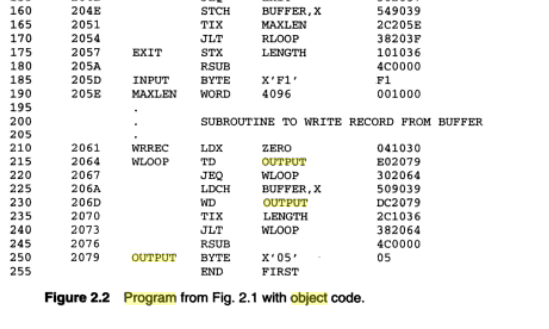 160 204E STCH BUFFER,X 549039
165 2051 TIX MAXLEN 2C205E
170 2054 JLT RLOOP 38203F
175 2057 EXIT STX LENGTH 101036
180 205A RSUB 4C0000
185 205D INPUT BYTE X'F1' F1
190 205E MAXLEN WORD 4096 001000
195 .
200 . SUBROUTINE TO WRITE RECORD FROM BUFFER
205 .
210 2061 WRREC LDX ZERO 041030
215 2064 WLOOP TD OUTPUT E02079
220 2067 JEQ WLOOP 302064
225 206A LDCH BUFFER,X 509039
230 206D WD OUTPUT DC2079
235 2070 TIX LENGTH 2C1036
240 2073 JLT WLOOP 382064
245 2076 RSUB 4C0000
250 2079 OUTPUT BYTE X'05' 05
255 END FIRST
Figure 2.2 Program from Fig. 2.1 with object code.